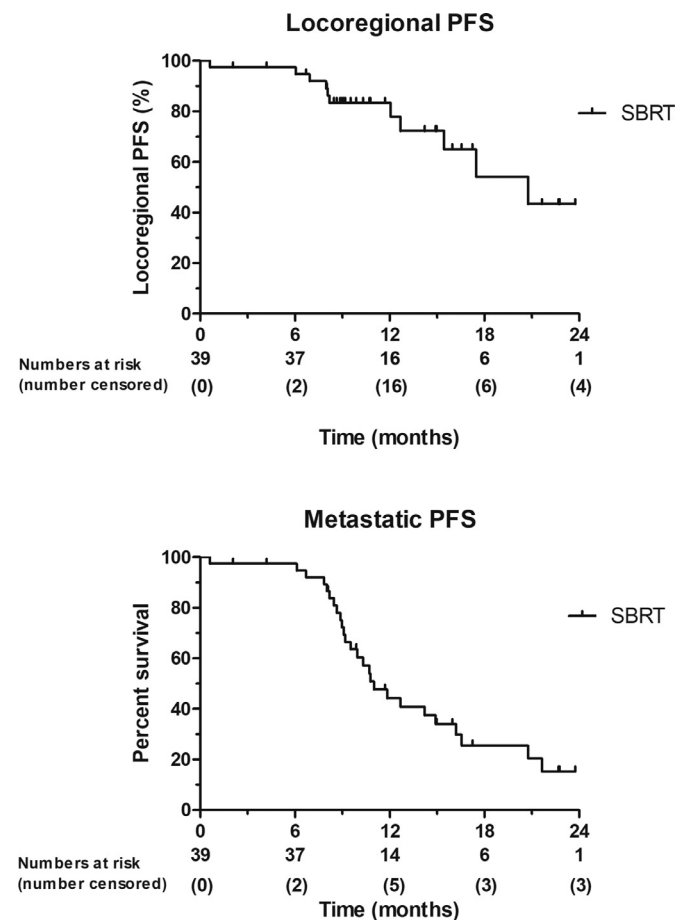 Locoregional PFS
100
80
60
40
20
0
Locoregional PFS (%)
SBRT
0 6 12 18 24
Numbers at risk 39 37 16 6 1
(number censored) (0) (2) (16) (6) (4)
Time (months)
Metastatic PFS
100
80
60
40
20
0
Percent survival
SBRT
0 6 12 18 24
Numbers at risk 39 37 14 6 1
(number censored) (0) (2) (5) (3) (3)
Time (months)